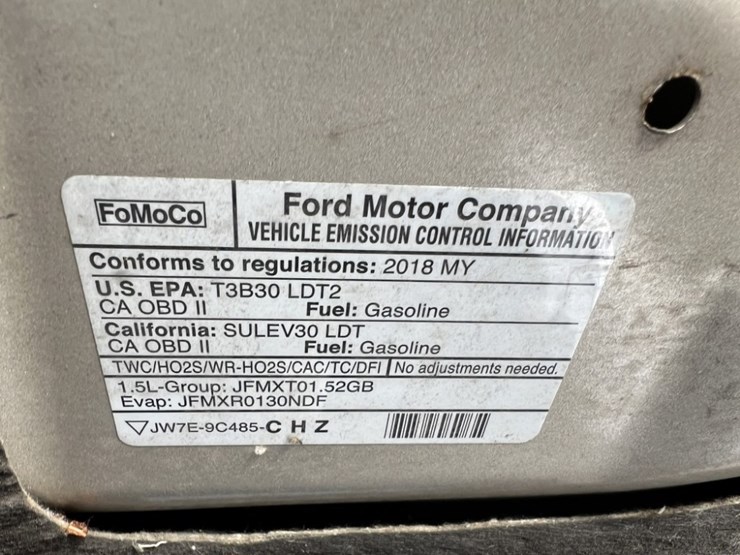 FoMoCo
Ford Motor Company
VEHICLE EMISSION CONTROL INFORMATION
Conforms to regulations: 2018 MY
U.S. EPA: T3B30 LDT2
CA OBD II Fuel: Gasoline
California: SULEV30 LDT
CA OBD II Fuel: Gasoline
TWC/HO2S/WR-HO2S/CAC/TC/DFI No adjustments needed.
1.5L-Group: JFMXT01.52GB
Evap: JFMXR0130NDF
JW7E-9C485-C H Z